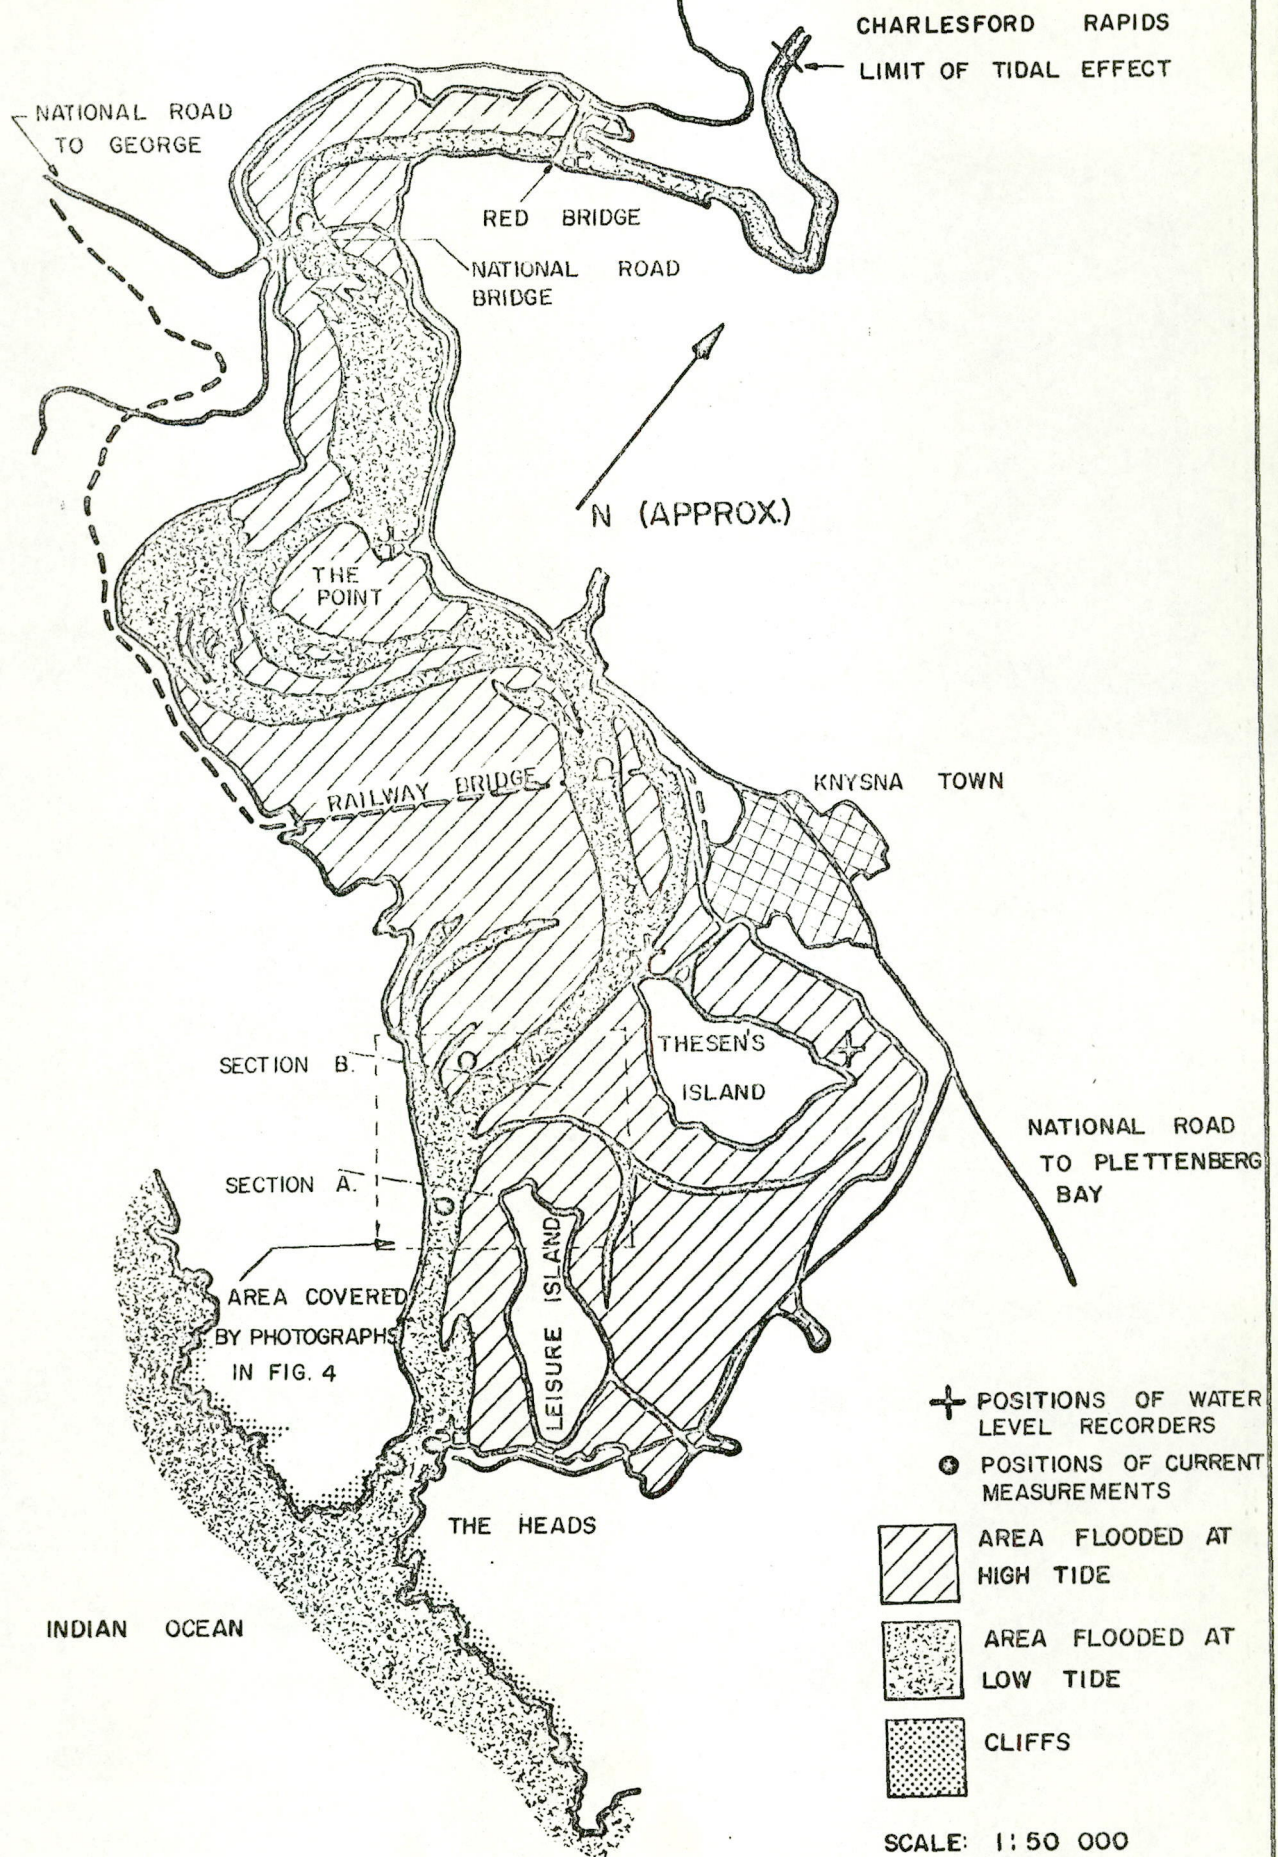 CHARLESFORD RAPIDS
LIMIT OF TIDAL EFFECT
NATIONAL ROAD
TO GEORGE
RED BRIDGE
NATIONAL ROAD
BRIDGE
N (APPROX.)
THE
POINT
RAILWAY BRIDGE
KNYSNA TOWN
SECTION B.
THESEN'S
ISLAND
NATIONAL ROAD
TO PLETTENBERG
BAY
SECTION A.
LEISURE ISLAND
AREA COVERED
BY PHOTOGRAPHS
IN FIG. 4
THE HEADS
INDIAN OCEAN
POSITIONS OF WATER
LEVEL RECORDERS
POSITIONS OF CURRENT
MEASUREMENTS
AREA FLOODED AT
HIGH TIDE
AREA FLOODED AT
LOW TIDE
CLIFFS
SCALE: 1:50 000